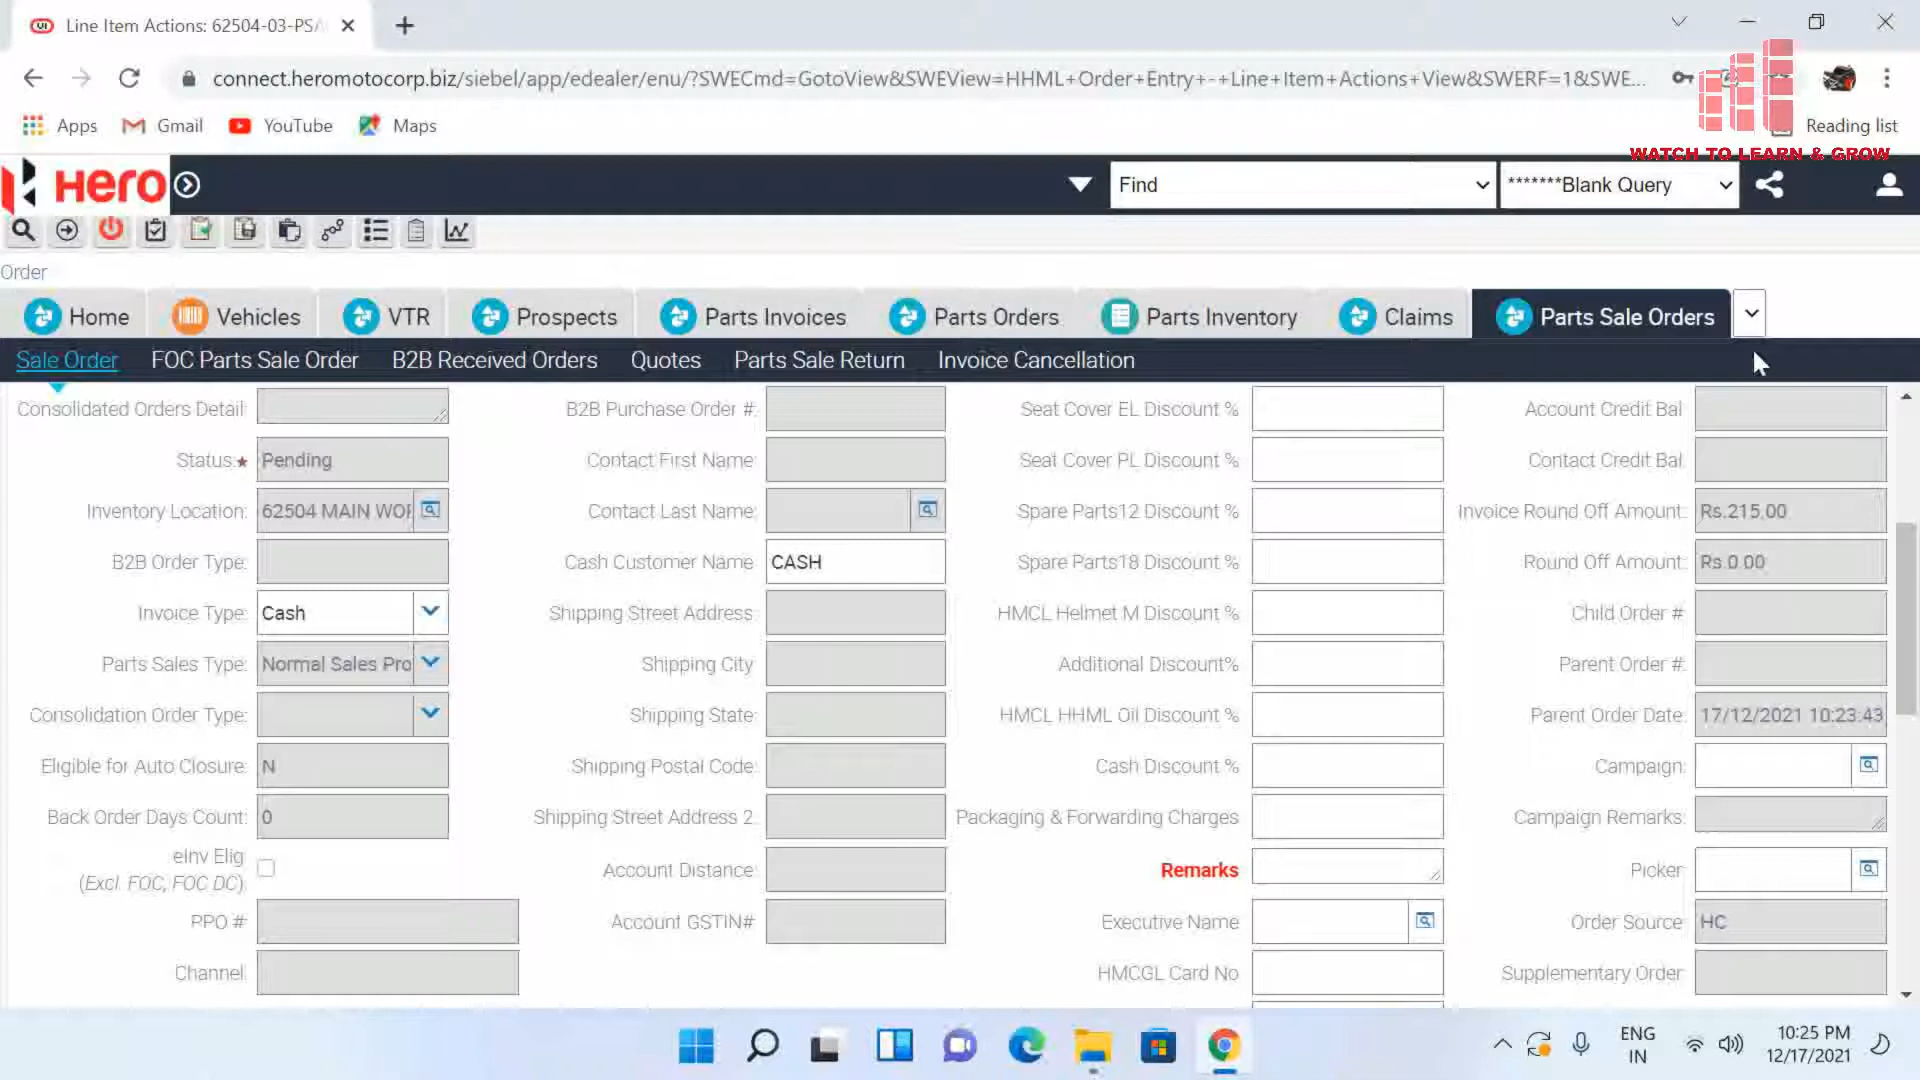 Line Item Actions: 62504-03-PSA
connect.heromotocorp.biz/siebel/app/edealer/enu/?SWECmd=GotoView&SWEView=HHML+Order+Entry+-+Line+Item+Actions+View&SWERF=1&SWE...
Apps Gmail YouTube Maps Reading list
WATCH TO LEARN & GROW
Hero Find *******Blank Query
Order
Home Vehicles VTR Prospects Parts Invoices Parts Orders Parts Inventory Claims Parts Sale Orders
Sale Order FOC Parts Sale Order B2B Received Orders Quotes Parts Sale Return Invoice Cancellation
Consolidated Orders Detail: B2B Purchase Order #: Seat Cover EL Discount % Account Credit Bal:
Status:★ Pending Contact First Name: Seat Cover PL Discount % Contact Credit Bal:
Inventory Location: 62504 MAIN WOR Contact Last Name: Spare Parts12 Discount % Invoice Round Off Amount: Rs.215.00
B2B Order Type: Cash Customer Name: CASH Spare Parts18 Discount % Round Off Amount: Rs.0.00
Invoice Type: Cash Shipping Street Address: HMCL Helmet M Discount % Child Order #:
Parts Sales Type: Normal Sales Pro Shipping City: Additional Discount% Parent Order #:
Consolidation Order Type: Shipping State: HMCL HHML Oil Discount % Parent Order Date: 17/12/2021 10:23:43
Eligible for Auto Closure: N Shipping Postal Code: Cash Discount % Campaign:
Back Order Days Count: 0 Shipping Street Address 2: Packaging & Forwarding Charges Campaign Remarks:
eInv Elig
(Excl. FOC, FOC DC): Account Distance: Remarks Picker:
PPO #: Account GSTIN#: Executive Name Order Source: HC
Channel: HMCGL Card No Supplementary Order:
ENG
IN
10:25 PM
12/17/2021